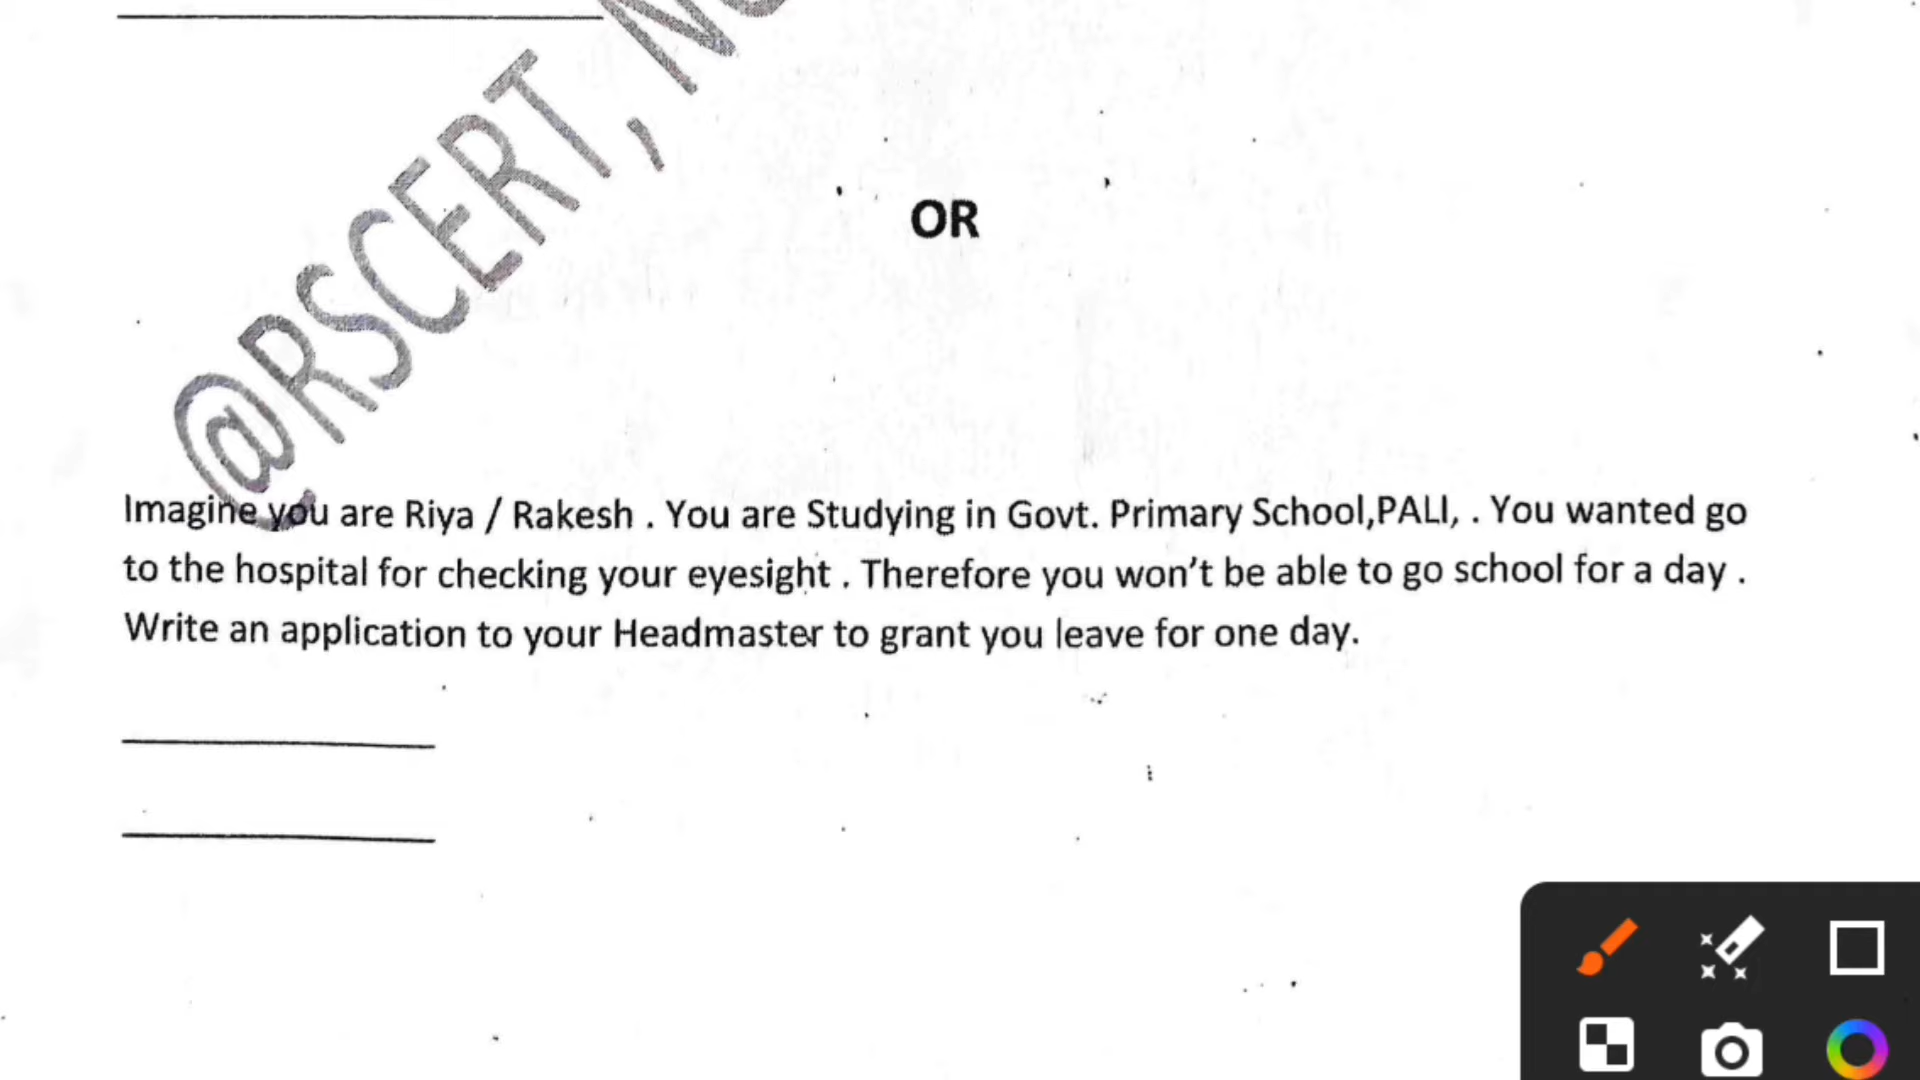 @RSCERT,
OR
Imagine you are Riya / Rakesh . You are Studying in Govt. Primary School,PALI, . You wanted go
to the hospital for checking your eyesight . Therefore you won't be able to go school for a day .
Write an application to your Headmaster to grant you leave for one day.